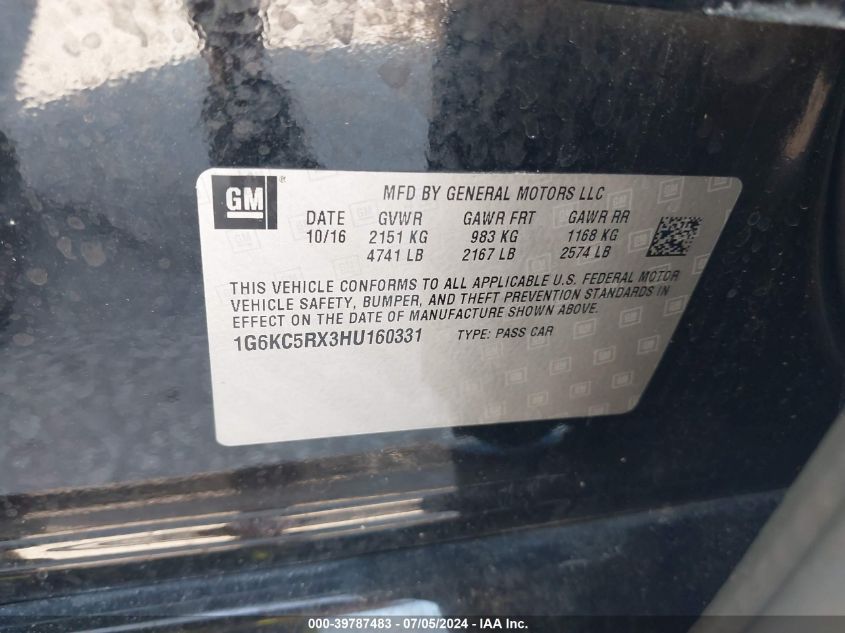 GM
MFD BY GENERAL MOTORS LLC
DATE GVWR GAWR FRT GAWR RR
10/16 2151 KG 983 KG 1168 KG
4741 LB 2167 LB 2574 LB
THIS VEHICLE CONFORMS TO ALL APPLICABLE U.S. FEDERAL MOTOR
VEHICLE SAFETY, BUMPER, AND THEFT PREVENTION STANDARDS IN
EFFECT ON THE DATE OF MANUFACTURE SHOWN ABOVE.
1G6KC5RX3HU160331 TYPE: PASS CAR
000-39787483 - 07/05/2024 - IAA Inc.